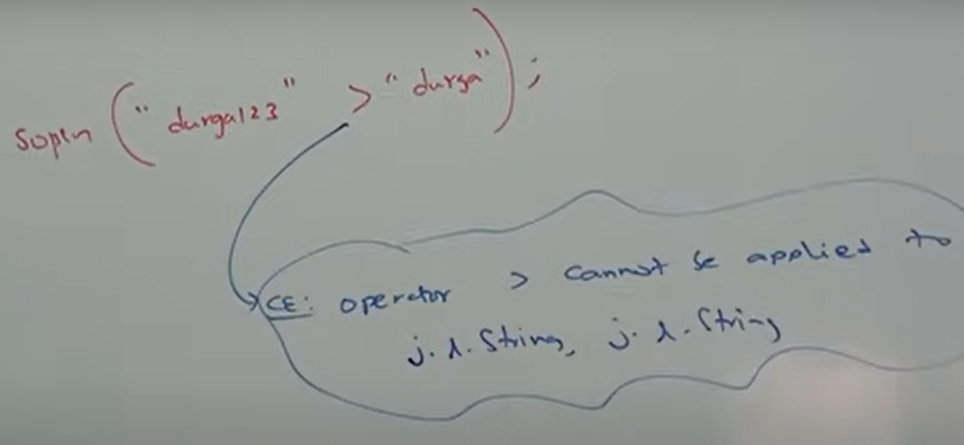 Sopln ("durga123" > "durga");
CE: operator > cannot be applied to
j.l.String, j.l.String